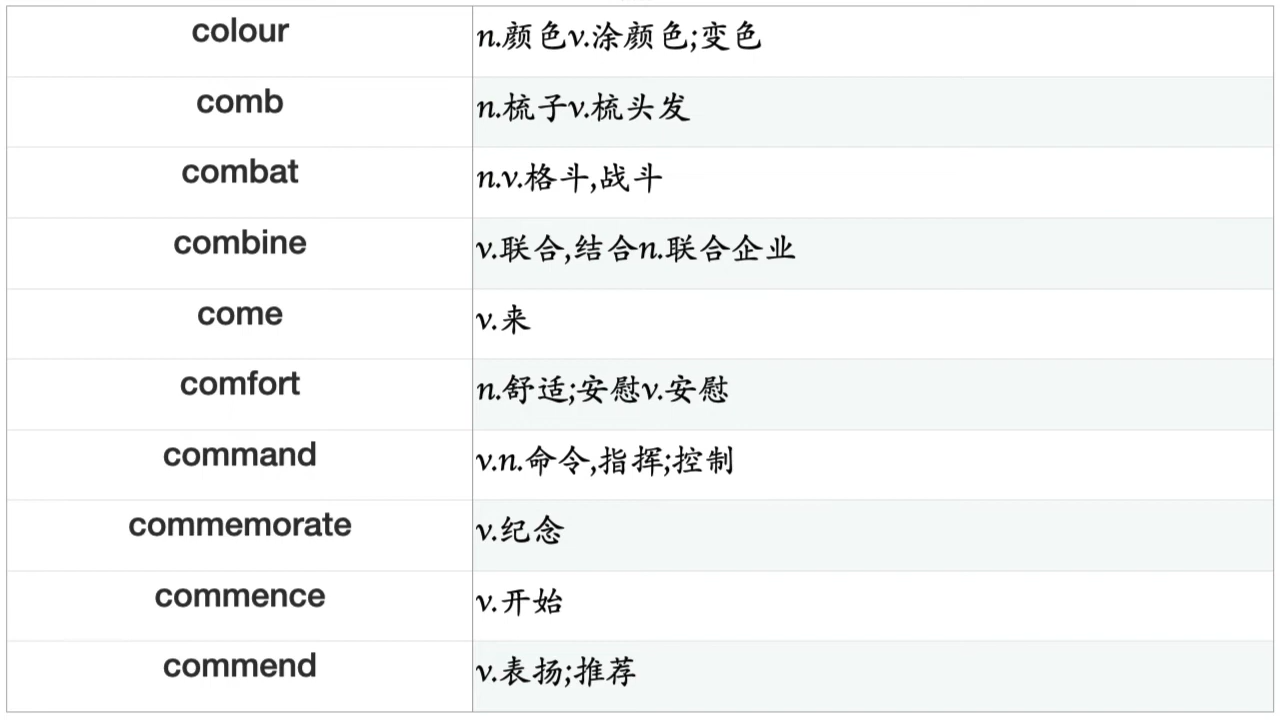 colour n.颜色v.涂颜色;变色
comb n.梳子v.梳头发
combat n.v.格斗,战斗
combine v.联合,结合n.联合企业
come v.来
comfort n.舒适;安慰v.安慰
command v.n.命令,指挥;控制
commemorate v.纪念
commence v.开始
commend v.表扬;推荐